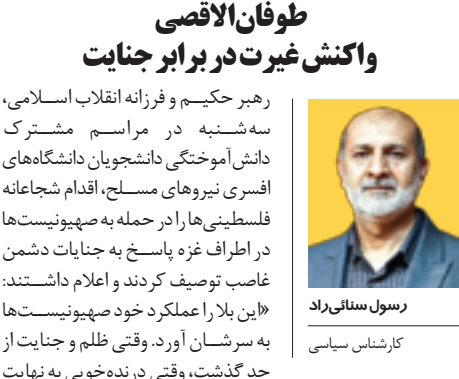 طوفان‌الاقصی
واکنش غیرت در برابر جنایت
رهبر حکیم و فرزانه انقلاب اسلامی،
سه‌شنبه در مراسم مشترک
دانش‌آموختگی دانشجویان دانشگاه‌های
افسری نیروهای مسلح، اقدام شجاعانه
فلسطینی‌ها را در حمله به صهیونیست‌ها
در اطراف غزه پاسخ به جنایات دشمن
غاصب توصیف کردند و اعلام داشتند:
«این بلا را عملکرد خود صهیونیست‌ها
به سرشان آورد. وقتی ظلم و جنایت از
حد گذشت، وقتی درنده‌خویی به نهایت
رسول سنائی‌راد
کارشناس سیاسی